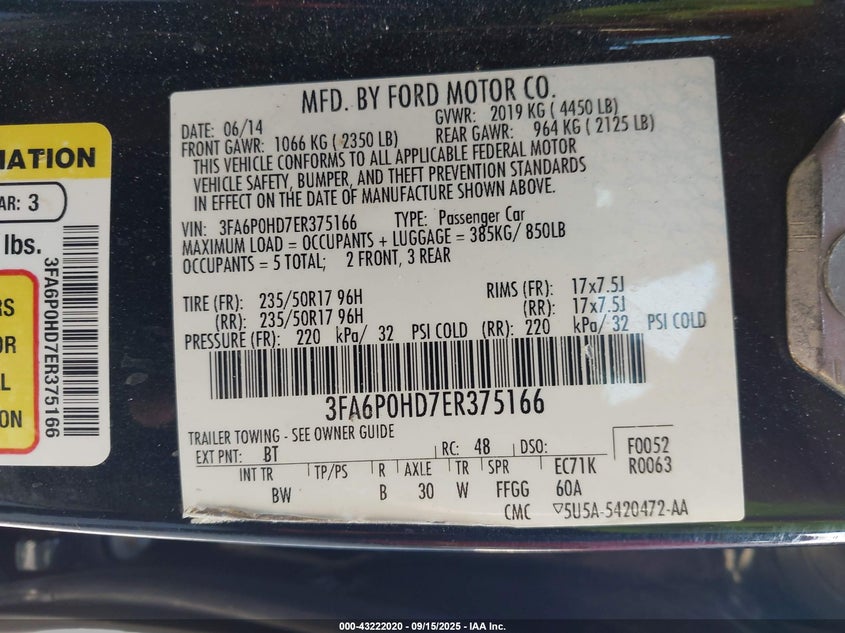 MFD. BY FORD MOTOR CO.
DATE: 06/14 GVWR: 2019 KG ( 4450 LB)
FRONT GAWR: 1066 KG ( 2350 LB) REAR GAWR: 964 KG ( 2125 LB)
THIS VEHICLE CONFORMS TO ALL APPLICABLE FEDERAL MOTOR
VEHICLE SAFETY, BUMPER, AND THEFT PREVENTION STANDARDS
IN EFFECT ON THE DATE OF MANUFACTURE SHOWN ABOVE.
VIN: 3FA6P0HD7ER375166 TYPE: Passenger Car
MAXIMUM LOAD = OCCUPANTS + LUGGAGE = 385KG/ 850LB
OCCUPANTS = 5 TOTAL; 2 FRONT, 3 REAR
TIRE (FR): 235/50R17 96H RIMS (FR): 17x7.5J
(RR): 235/50R17 96H (RR): 17x7.5J
PRESSURE (FR): 220 kPa/ 32 PSI COLD (RR): 220 kPa/ 32 PSI COLD
3FA6P0HD7ER375166
TRAILER TOWING - SEE OWNER GUIDE
EXT PNT: BT RC: 48 DSO: F0052
INT TR TP/PS R AXLE TR SPR EC71K R0063
BW B 30 W FFGG 60A
CMC ▽5U5A-5420472-AA
MATION
AR: 3
lbs.
RS
OR
L
ON
3FA6P0HD7ER375166
000-43222020 - 09/15/2025 - IAA Inc.